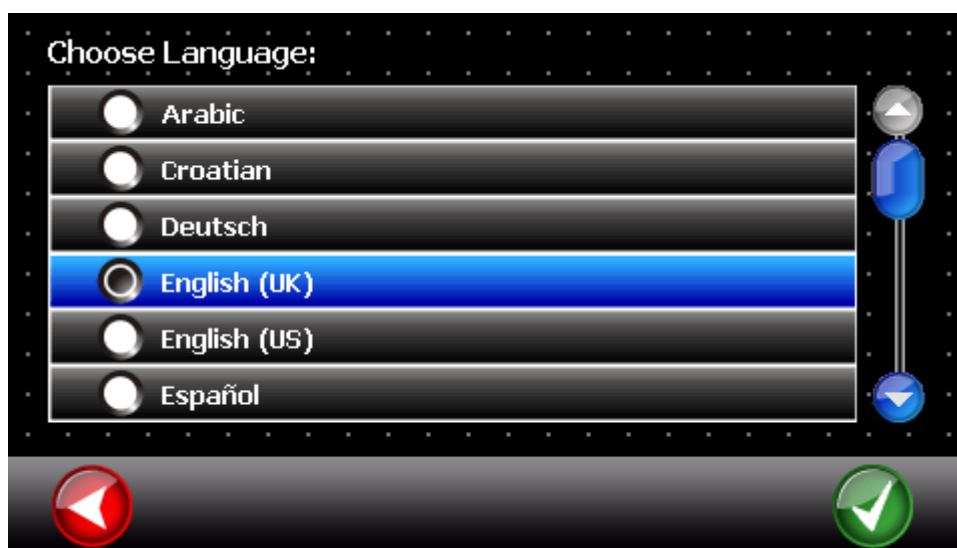 Choose Language:
Arabic
Croatian
Deutsch
English (UK)
English (US)
Español